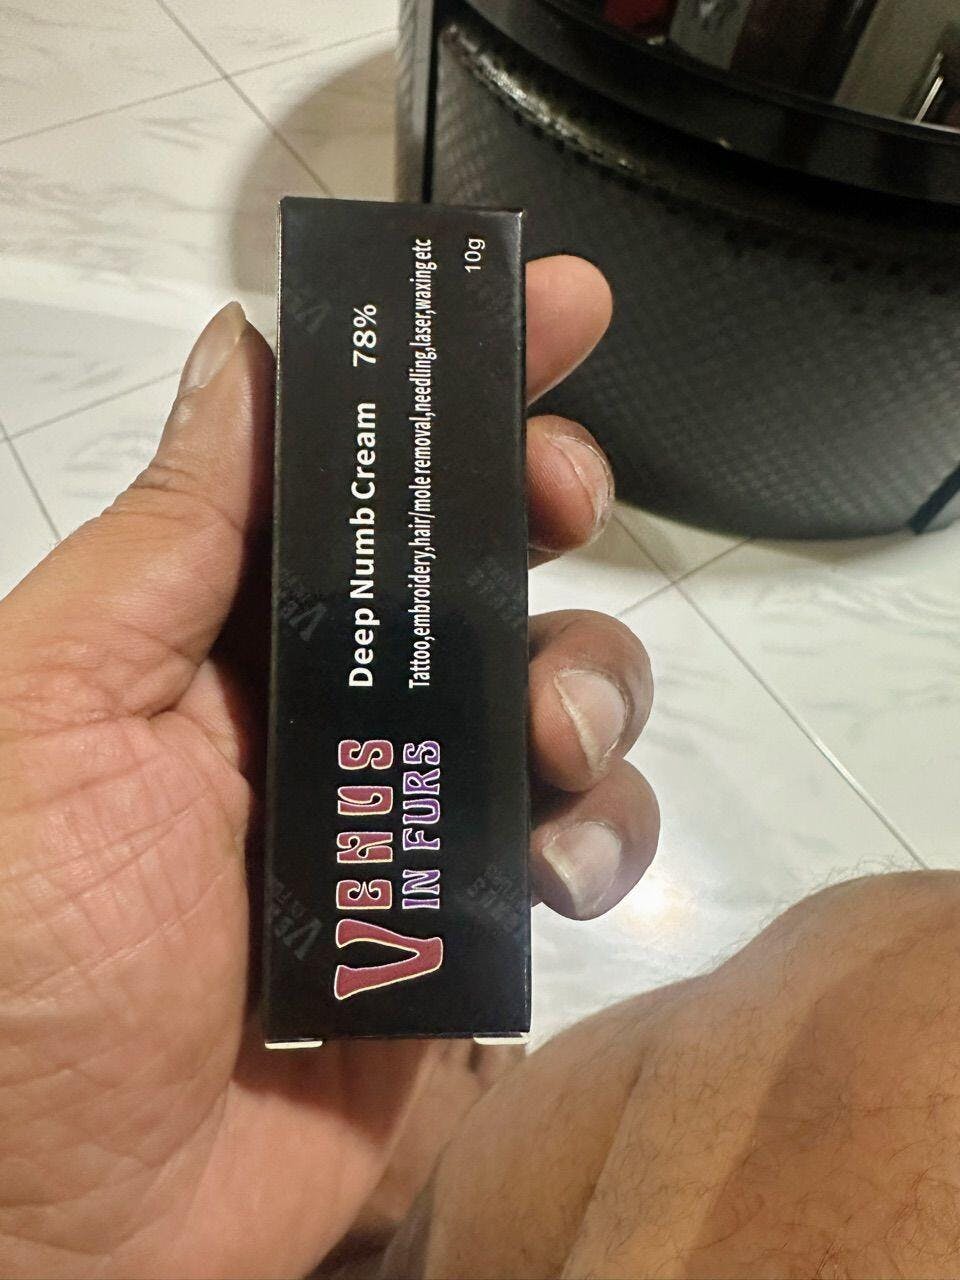 VENUS
IN FURS
Deep Numb Cream 78%
Tattoo,embroidery,hair/mole removal,needling,laser,waxing etc
10g